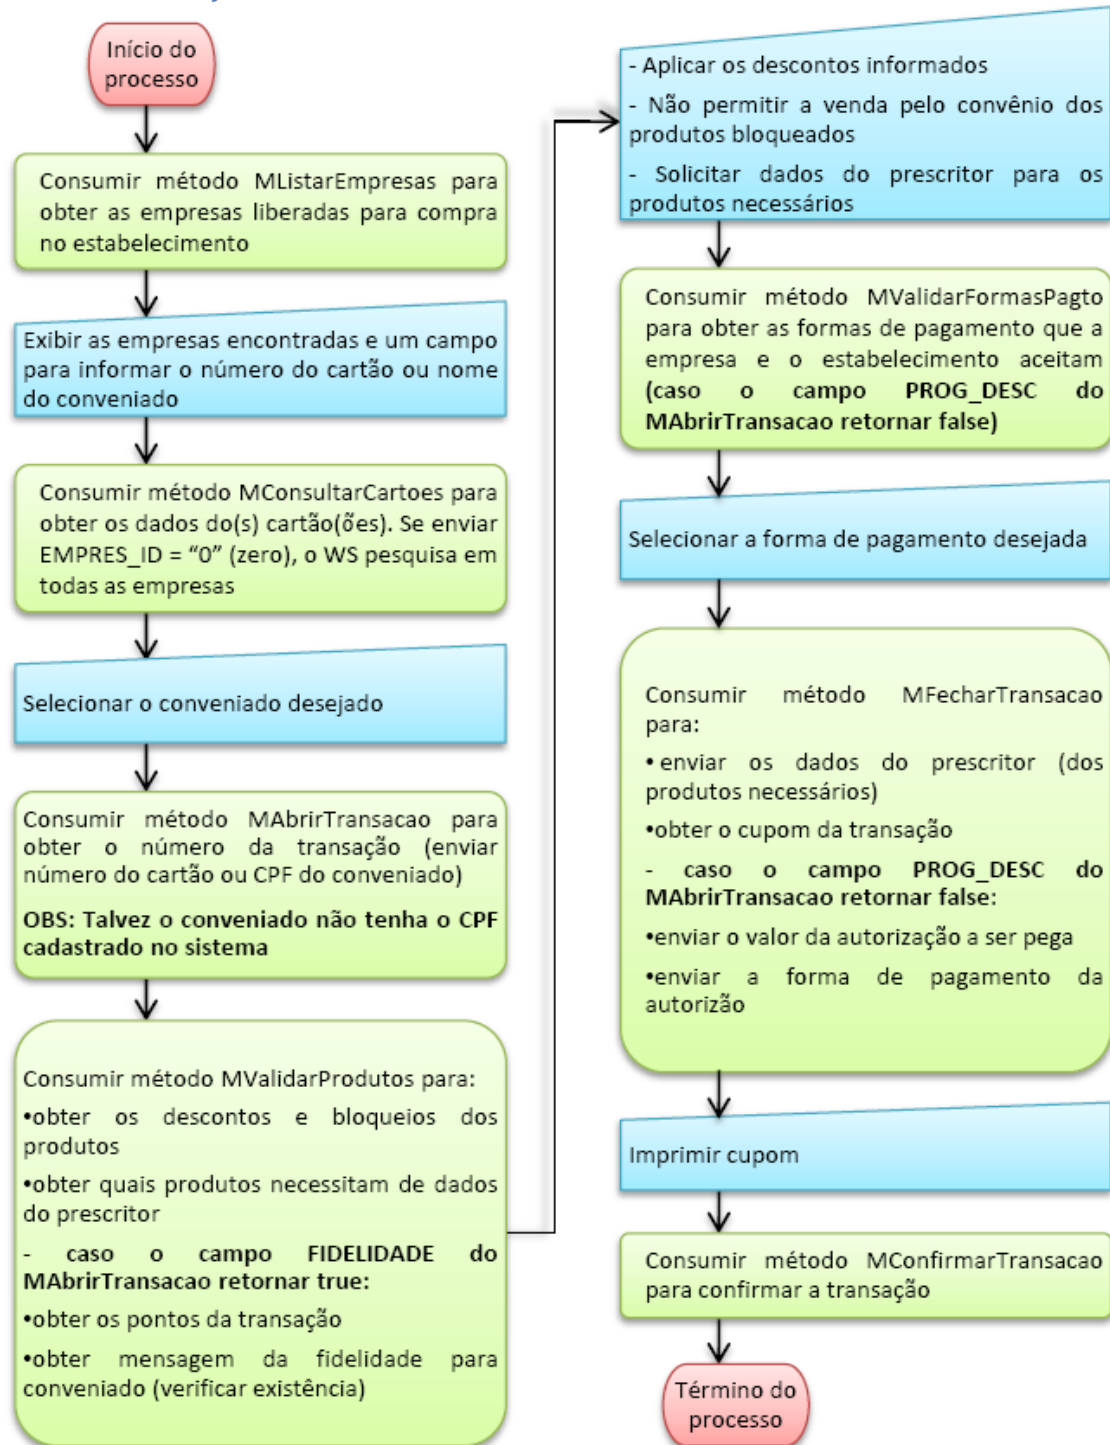 Início do
processo
Consumir método MListarEmpresas para
obter as empresas liberadas para compra
no estabelecimento
Exibir as empresas encontradas e um campo
para informar o número do cartão ou nome
do conveniado
Consumir método MConsultarCartoes para
obter os dados do(s) cartão(ões). Se enviar
EMPRES_ID = “0” (zero), o WS pesquisa em
todas as empresas
Selecionar o conveniado desejado
Consumir método MAbrirTransacao para
obter o número da transação (enviar
número do cartão ou CPF do conveniado)
OBS: Talvez o conveniado não tenha o CPF
cadastrado no sistema
Consumir método MValidarProdutos para:
•obter os descontos e bloqueios dos
produtos
•obter quais produtos necessitam de dados
do prescritor
- caso o campo FIDELIDADE do
MAbrirTransacao retornar true:
•obter os pontos da transação
•obter mensagem da fidelidade para
conveniado (verificar existência)
- Aplicar os descontos informados
- Não permitir a venda pelo convênio dos
produtos bloqueados
- Solicitar dados do prescritor para os
produtos necessários
Consumir método MValidarFormasPagto
para obter as formas de pagamento que a
empresa e o estabelecimento aceitam
(caso o campo PROG_DESC do
MAbrirTransacao retornar false)
Selecionar a forma de pagamento desejada
Consumir método MFecharTransacao
para:
• enviar os dados do prescritor (dos
produtos necessários)
•obter o cupom da transação
- caso o campo PROG_DESC do
MAbrirTransacao retornar false:
•enviar o valor da autorização a ser pega
•enviar a forma de pagamento da
autorizão
Imprimir cupom
Consumir método MConfirmarTransacao
para confirmar a transação
Término do
processo